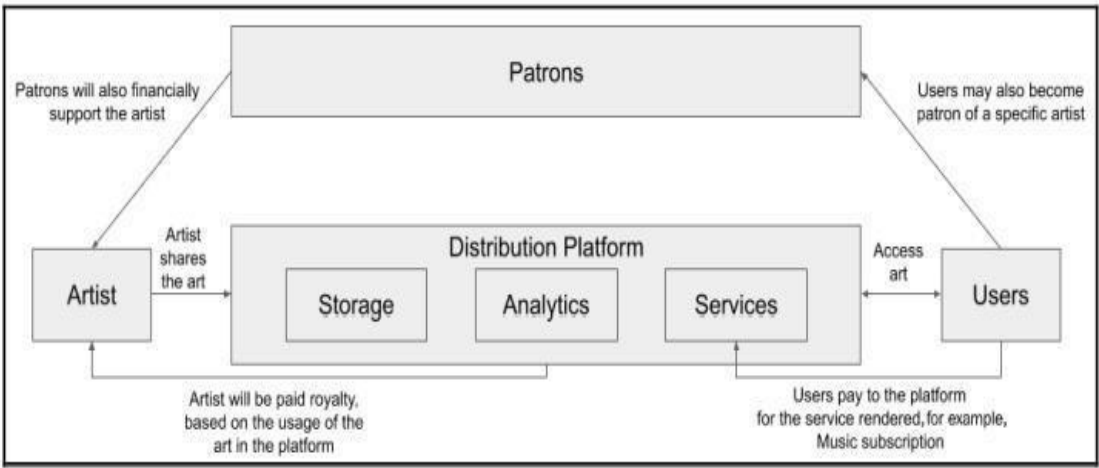 Patrons
Patrons will also financially
support the artist
Users may also become
patron of a specific artist
Artist
shares
the art
Distribution Platform
Access
art
Artist
Storage
Analytics
Services
Users
Artist will be paid royalty,
based on the usage of the
art in the platform
Users pay to the platform
for the service rendered, for example,
Music subscription